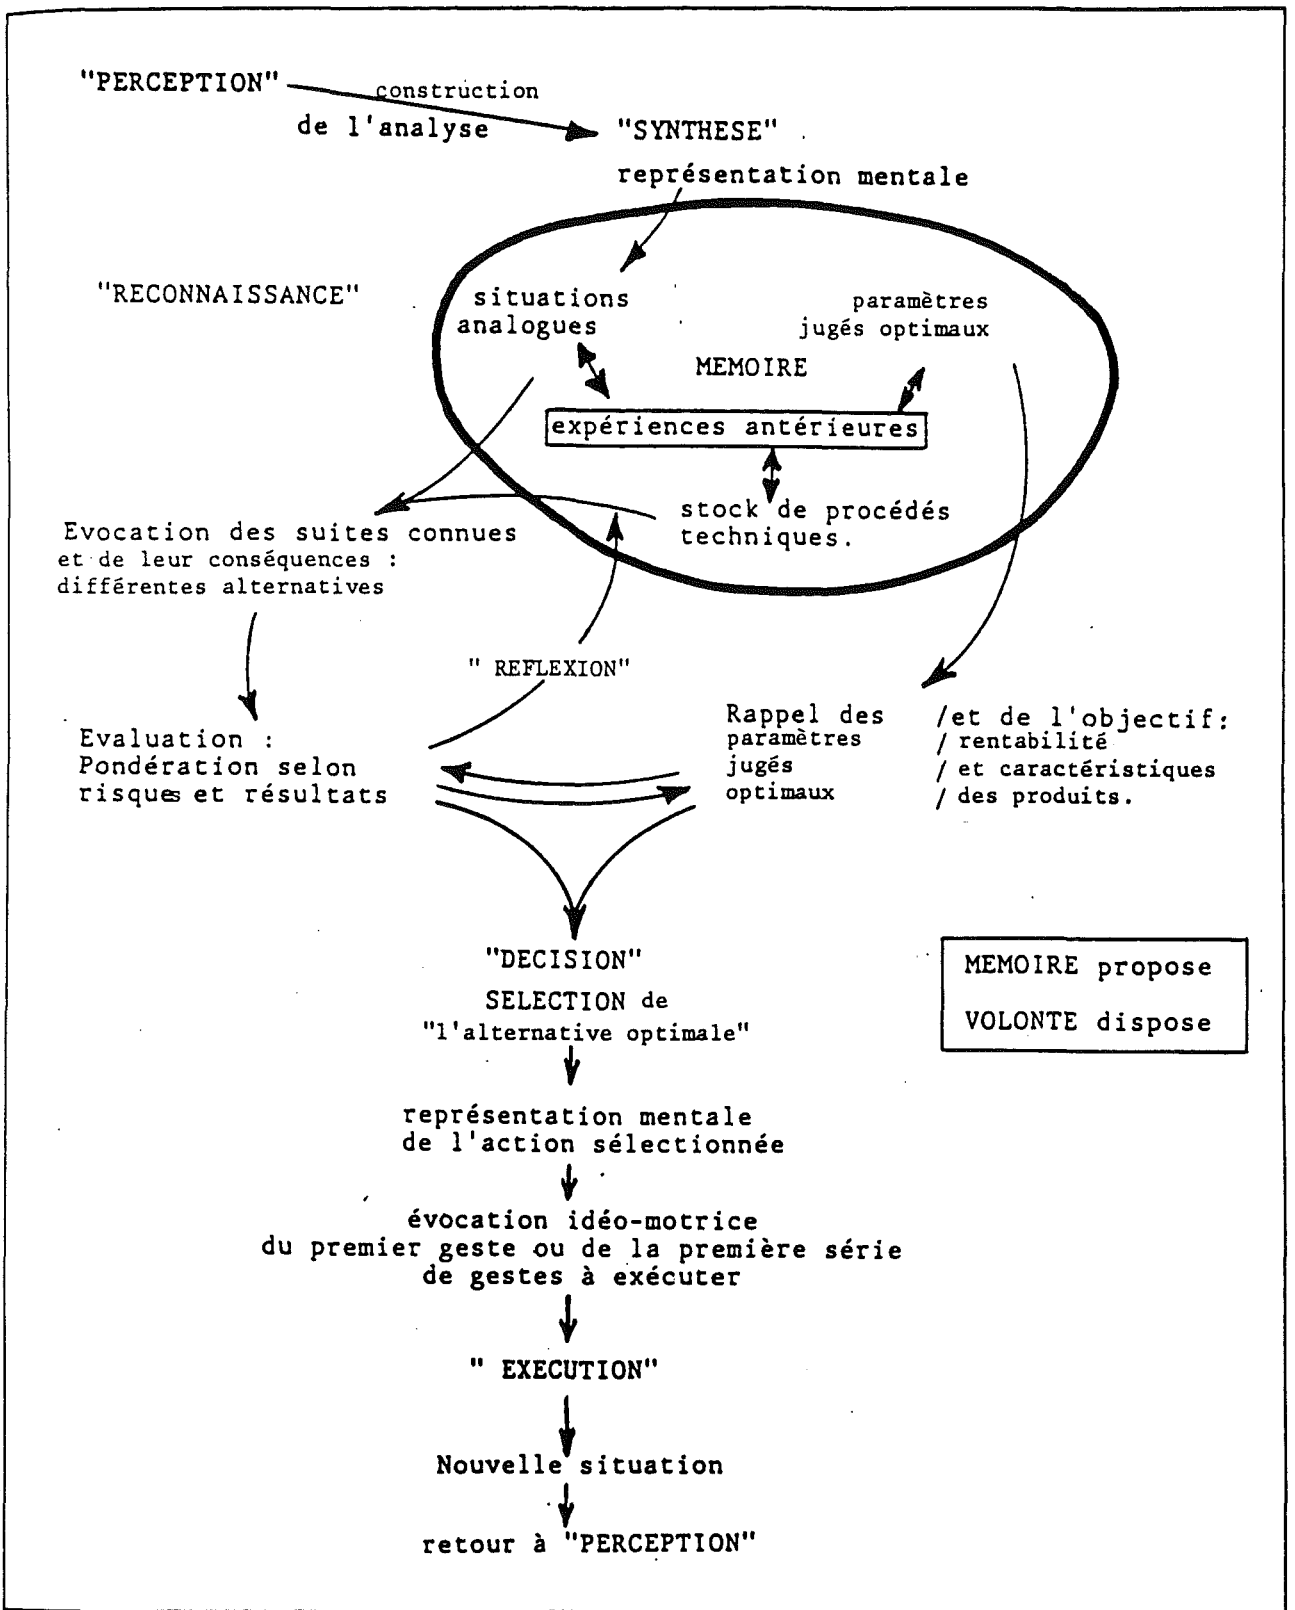 "PERCEPTION"
construction
de l'analyse
"SYNTHESE"
représentation mentale
"RECONNAISSANCE"
situations
analogues
paramètres
jugés optimaux
MEMOIRE
expériences antérieures
stock de procédés
techniques.
Evocation des suites connues
et de leur conséquences :
différentes alternatives
" REFLEXION"
Evaluation :
Pondération selon
risques et résultats
Rappel des
paramètres
jugés
optimaux
/et de l'objectif:
/ rentabilité
/ et caractéristiques
/ des produits.
"DECISION"
SELECTION de
"l'alternative optimale"
MEMOIRE propose
VOLONTE dispose
représentation mentale
de l'action sélectionnée
évocation idéo-motrice
du premier geste ou de la première série
de gestes à exécuter
" EXECUTION"
Nouvelle situation
retour à "PERCEPTION"